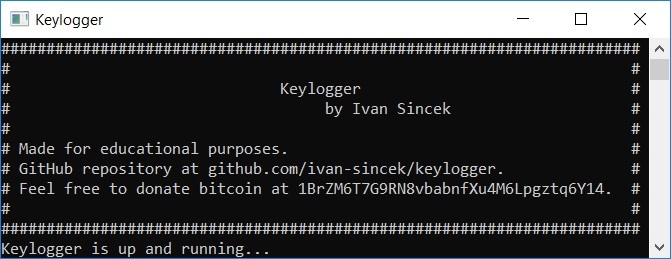 Keylogger
########################################################################
#                                                                      #
#                              Keylogger                               #
#                                   by Ivan Sincek                     #
#                                                                      #
# Made for educational purposes.                                       #
# GitHub repository at github.com/ivan-sincek/keylogger.               #
# Feel free to donate bitcoin at 1BrZM6T7G9RN8vbabnfXu4M6Lpgztq6Y14.  #
#                                                                      #
########################################################################
Keylogger is up and running...